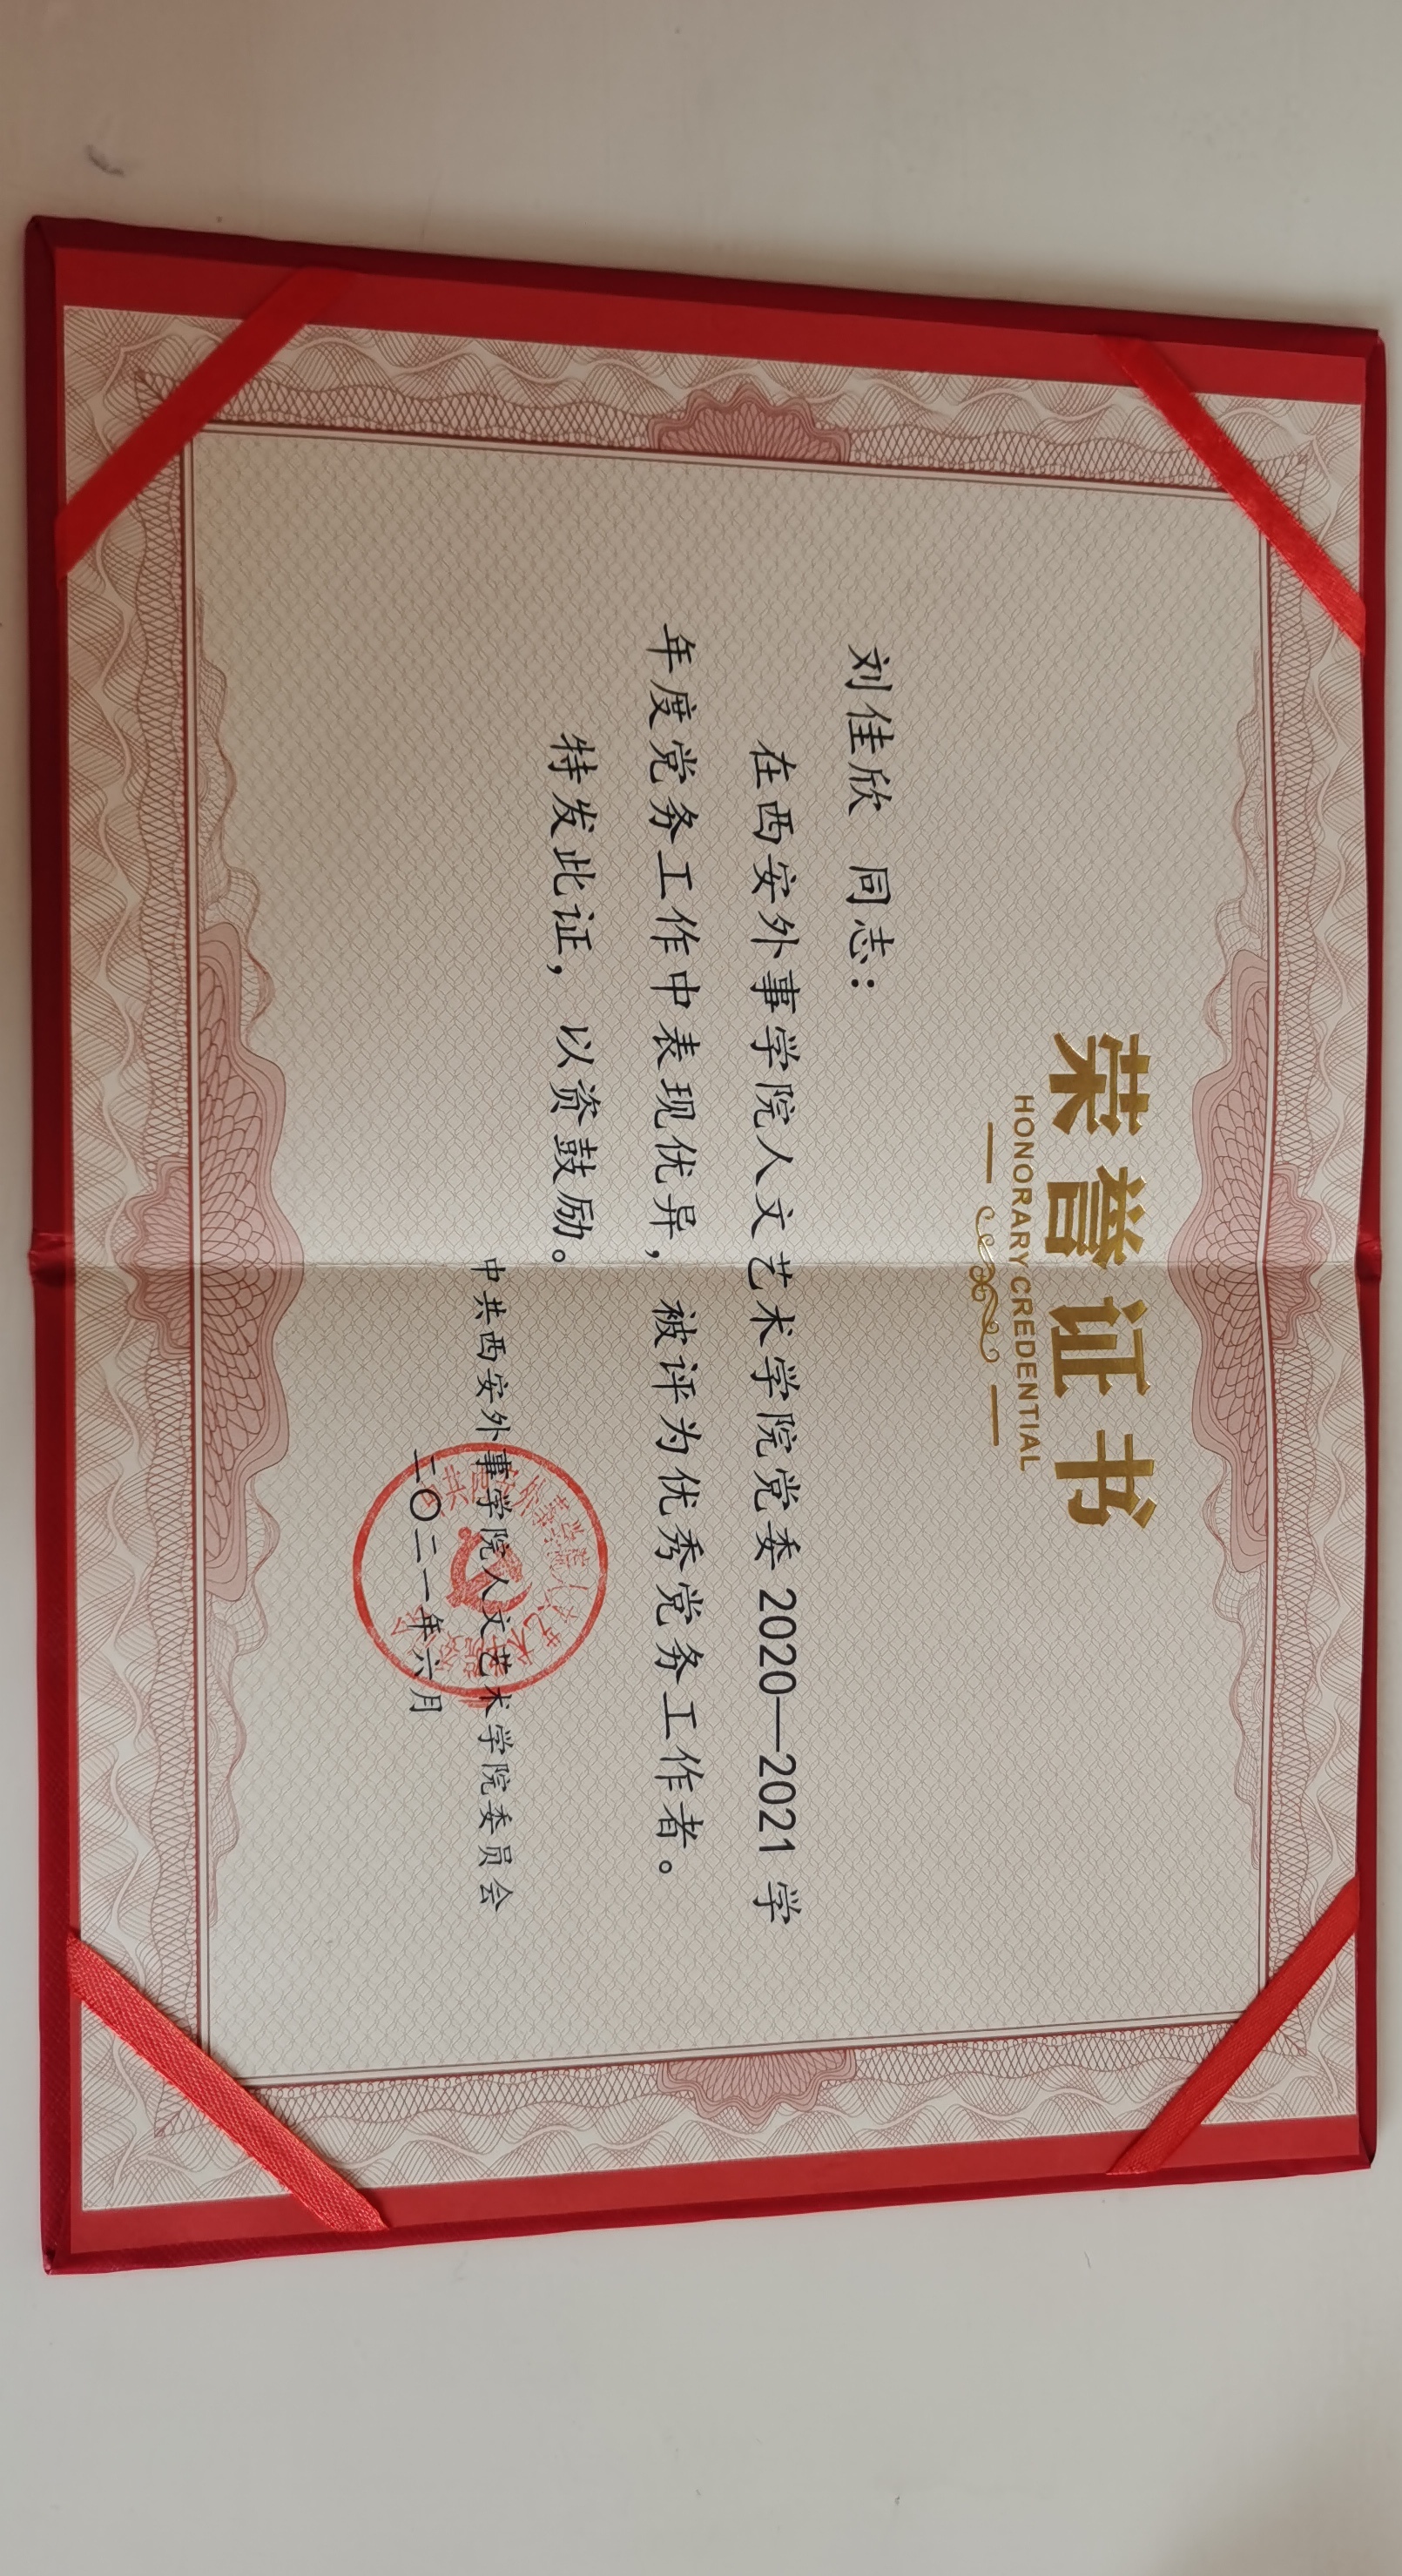 荣誉证书
HONORARY CREDENTIAL
刘佳欣 同志：
在西安外事学院人文艺术学院党委 2020—2021 学
年度党务工作中表现优异，被评为优秀党务工作者。
特发此证，以资鼓励。
中共西安外事学院人文艺术学院委员会
二〇二一年六月